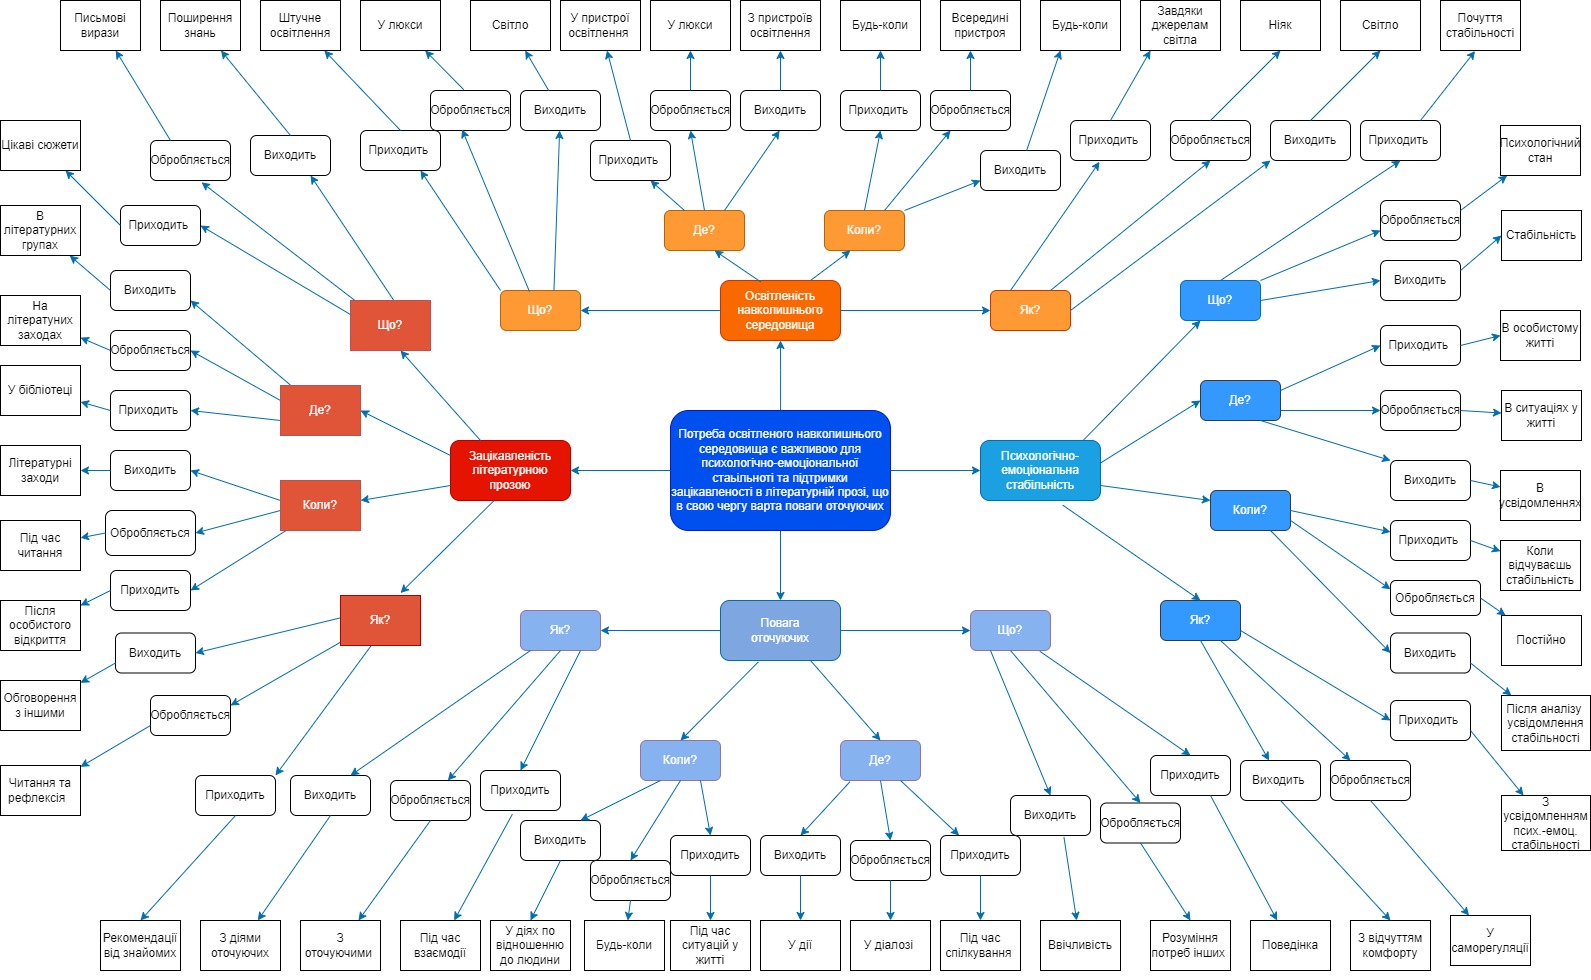 Письмові
вирази
Поширення
знань
Штучне
освітлення
У люкси
Світло
У пристрої
освітлення
У люкси
З пристроїв
освітлення
Будь-коли
Всередині
пристроя
Будь-коли
Завдяки
джерелам
світла
Ніяк
Світло
Почуття
стабільності
Обробляється
Виходить
Обробляється
Виходить
Приходить
Обробляється
Цікаві сюжети
Обробляється
Виходить
Приходить
Приходить
Виходить
Приходить
Обробляється
Виходить
Приходить
Психологічний
стан
В
літературних
групах
Приходить
Де?
Коли?
Обробляється
Стабільність
Виходить
Що?
Освітленість
навколишнього
середовища
Як?
Що?
Виходить
На
літературних
заходах
Що?
Обробляється
В особистому
житті
Приходить
У бібліотеці
Де?
Приходить
Де?
Обробляється
В ситуаціях у
житті
Потреба освітленого навколишнього
середовища є важливою для
психологічно-емоціональної
стаьільноті та підтримки
зацікавленості в літературній прозі, що
в свою чергу варта поваги оточуючих
Зацікавленість
літературною
прозою
Психологічно-
емоціональна
стабільність
Літературні
заходи
Виходить
Коли?
Виходить
В
усвідомленнях
Коли?
Під час
читання
Обробляється
Приходить
Коли
відчуваєшь
стабільність
Після
особистого
відкриття
Приходить
Обробляється
Постійно
Як?
Як?
Повага
оточуючих
Що?
Як?
Виходить
Виходить
Обговорення
з іншими
Обробляється
Після аналізу
усвідомлення
стабільності
Приходить
Читання та
рефлексія
Коли?
Де?
Приходить
Виходить
Обробляється
Приходить
Приходить
Виходить
Обробляється
З
усвідомленням
псих.-емоц.
стабільності
Виходить
Обробляється
Приходить
Виходить
Обробляється
Приходить
Виходить
Обробляється
Рекомендації
від знайомих
З діями
оточуючих
З
оточуючими
Під час
взаємодії
У діях по
відношенню
до людини
Будь-коли
Під час
ситуацій у
житті
У дії
У діалозі
Під час
спілкування
Ввічливість
Розуміння
потреб інших
Поведінка
З відчуттям
комфорту
У
саморегуляції